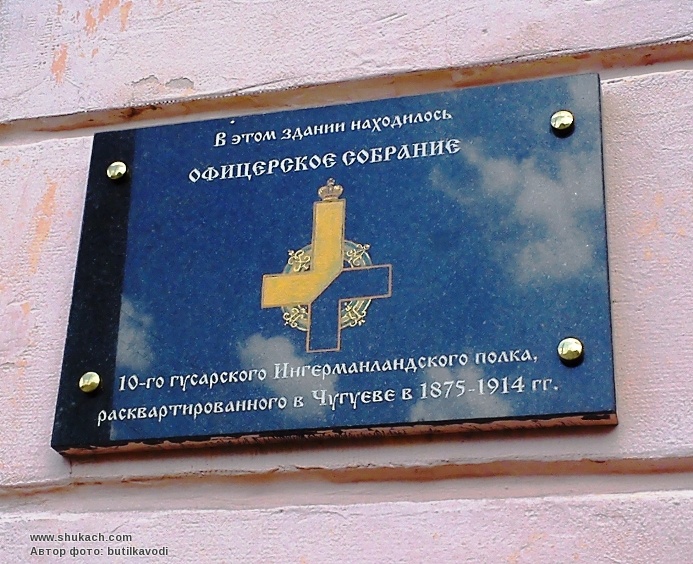 В этом здании находилось
ОФИЦЕРСКОЕ СОБРАНИЕ
10-го гусарского Ингерманландского полка,
расквартированного в Чугуеве в 1875-1914 гг.
www.shukach.com
Автор фото: butilkavodi